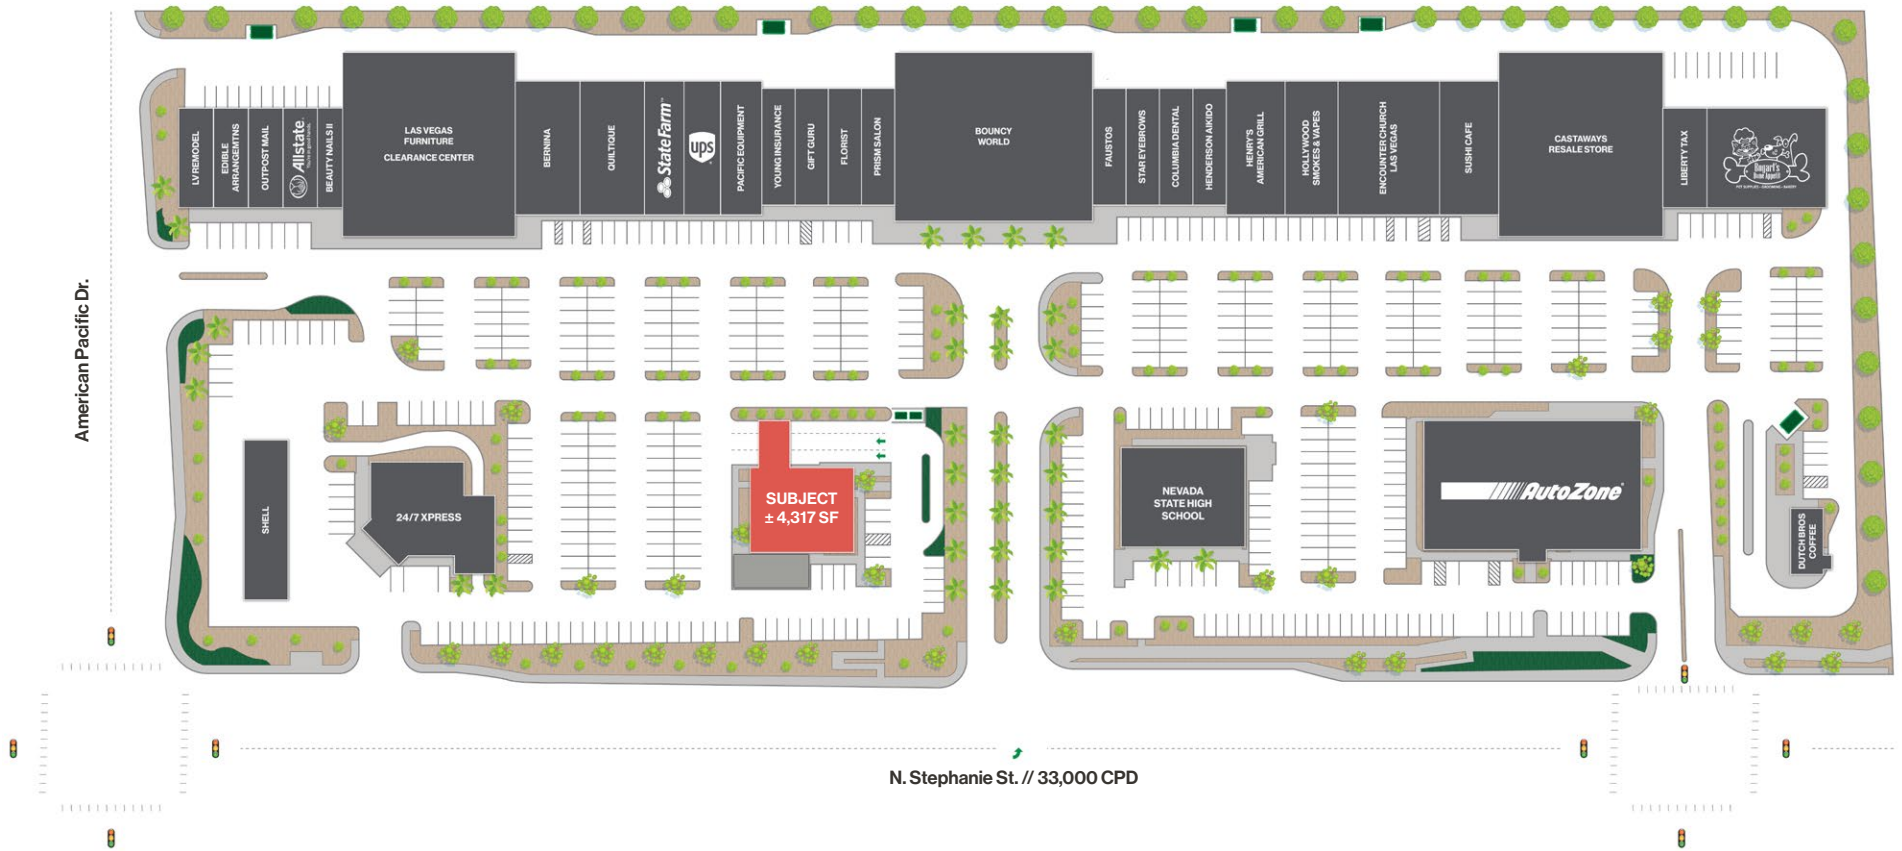 LV REMODEL
EDIBLE
ARRANGEMTNS
OUTPOST MAIL
Allstate
BEAUTY NAILS II
LAS VEGAS
FURNITURE
CLEARANCE CENTER
BERNINA
QUILTIQUE
StateFarm
ups
PACIFIC EQUIPMENT
YOUNG INSURANCE
GIFT GURU
FLORIST
PRISM SALON
BOUNCY
WORLD
FAUSTOS
STAR EYEBROWS
COLUMBIA DENTAL
HENDERSON AIKIDO
HENRY'S
AMERICAN GRILL
HOLLYWOOD
SMOKES & VAPES
ENCOUNTER CHURCH
LAS VEGAS
SUSHI CAFE
CASTAWAYS
RESALE STORE
LIBERTY TAX
American Pacific Dr.
SHELL
24/7 XPRESS
SUBJECT
± 4,317 SF
NEVADA
STATE HIGH
SCHOOL
AutoZone
DUTCH BROS
COFFEE
N. Stephanie St. // 33,000 CPD